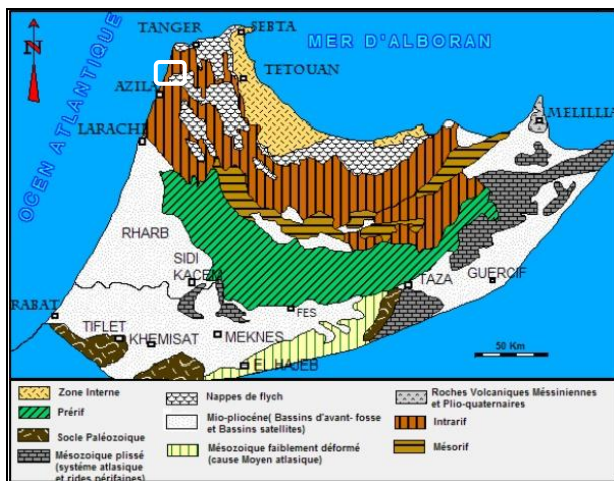 TANGER
SEBTA
MER D'ALBORAN
N
OCEN ATLANTIQUE
TETOUAN
AZILA
MELILLIA
LARACHE
RHARB
SIDI
KACEM
GUERCIF
TAZA
RABAT
FES
TIFLET
KHEMISAT
MEKNES
EL HAJEB
50 Km
Zone Interne
Prérif
Socle Paléozoique
Mésozoique plissé
(systéme atlasique
et rides périfaines)
Nappes de flych
Mio-pliocéne( Bassins d'avant- fosse
et Bassins satellites)
Mésozoique faiblement déformé
(cause Moyen atlasique)
Roches Volcaniques Méssiniennes
et Plio-quaternaires
Intrarif
Mésorif